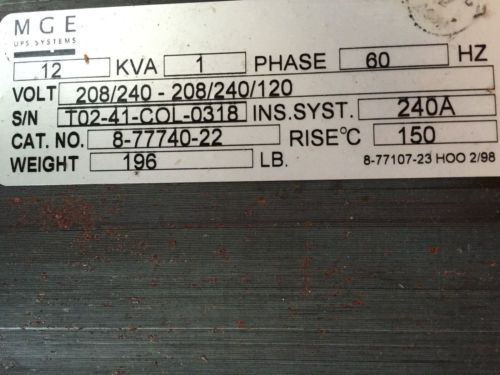 MGE
UPS SYSTEMS
12 KVA 1 PHASE 60 HZ
VOLT 208/240 - 208/240/120
S/N T02-41-COL-0318 INS.SYST. 240A
CAT. NO. 8-77740-22 RISE°C 150
WEIGHT 196 LB. 8-77107-23 HOO 2/98